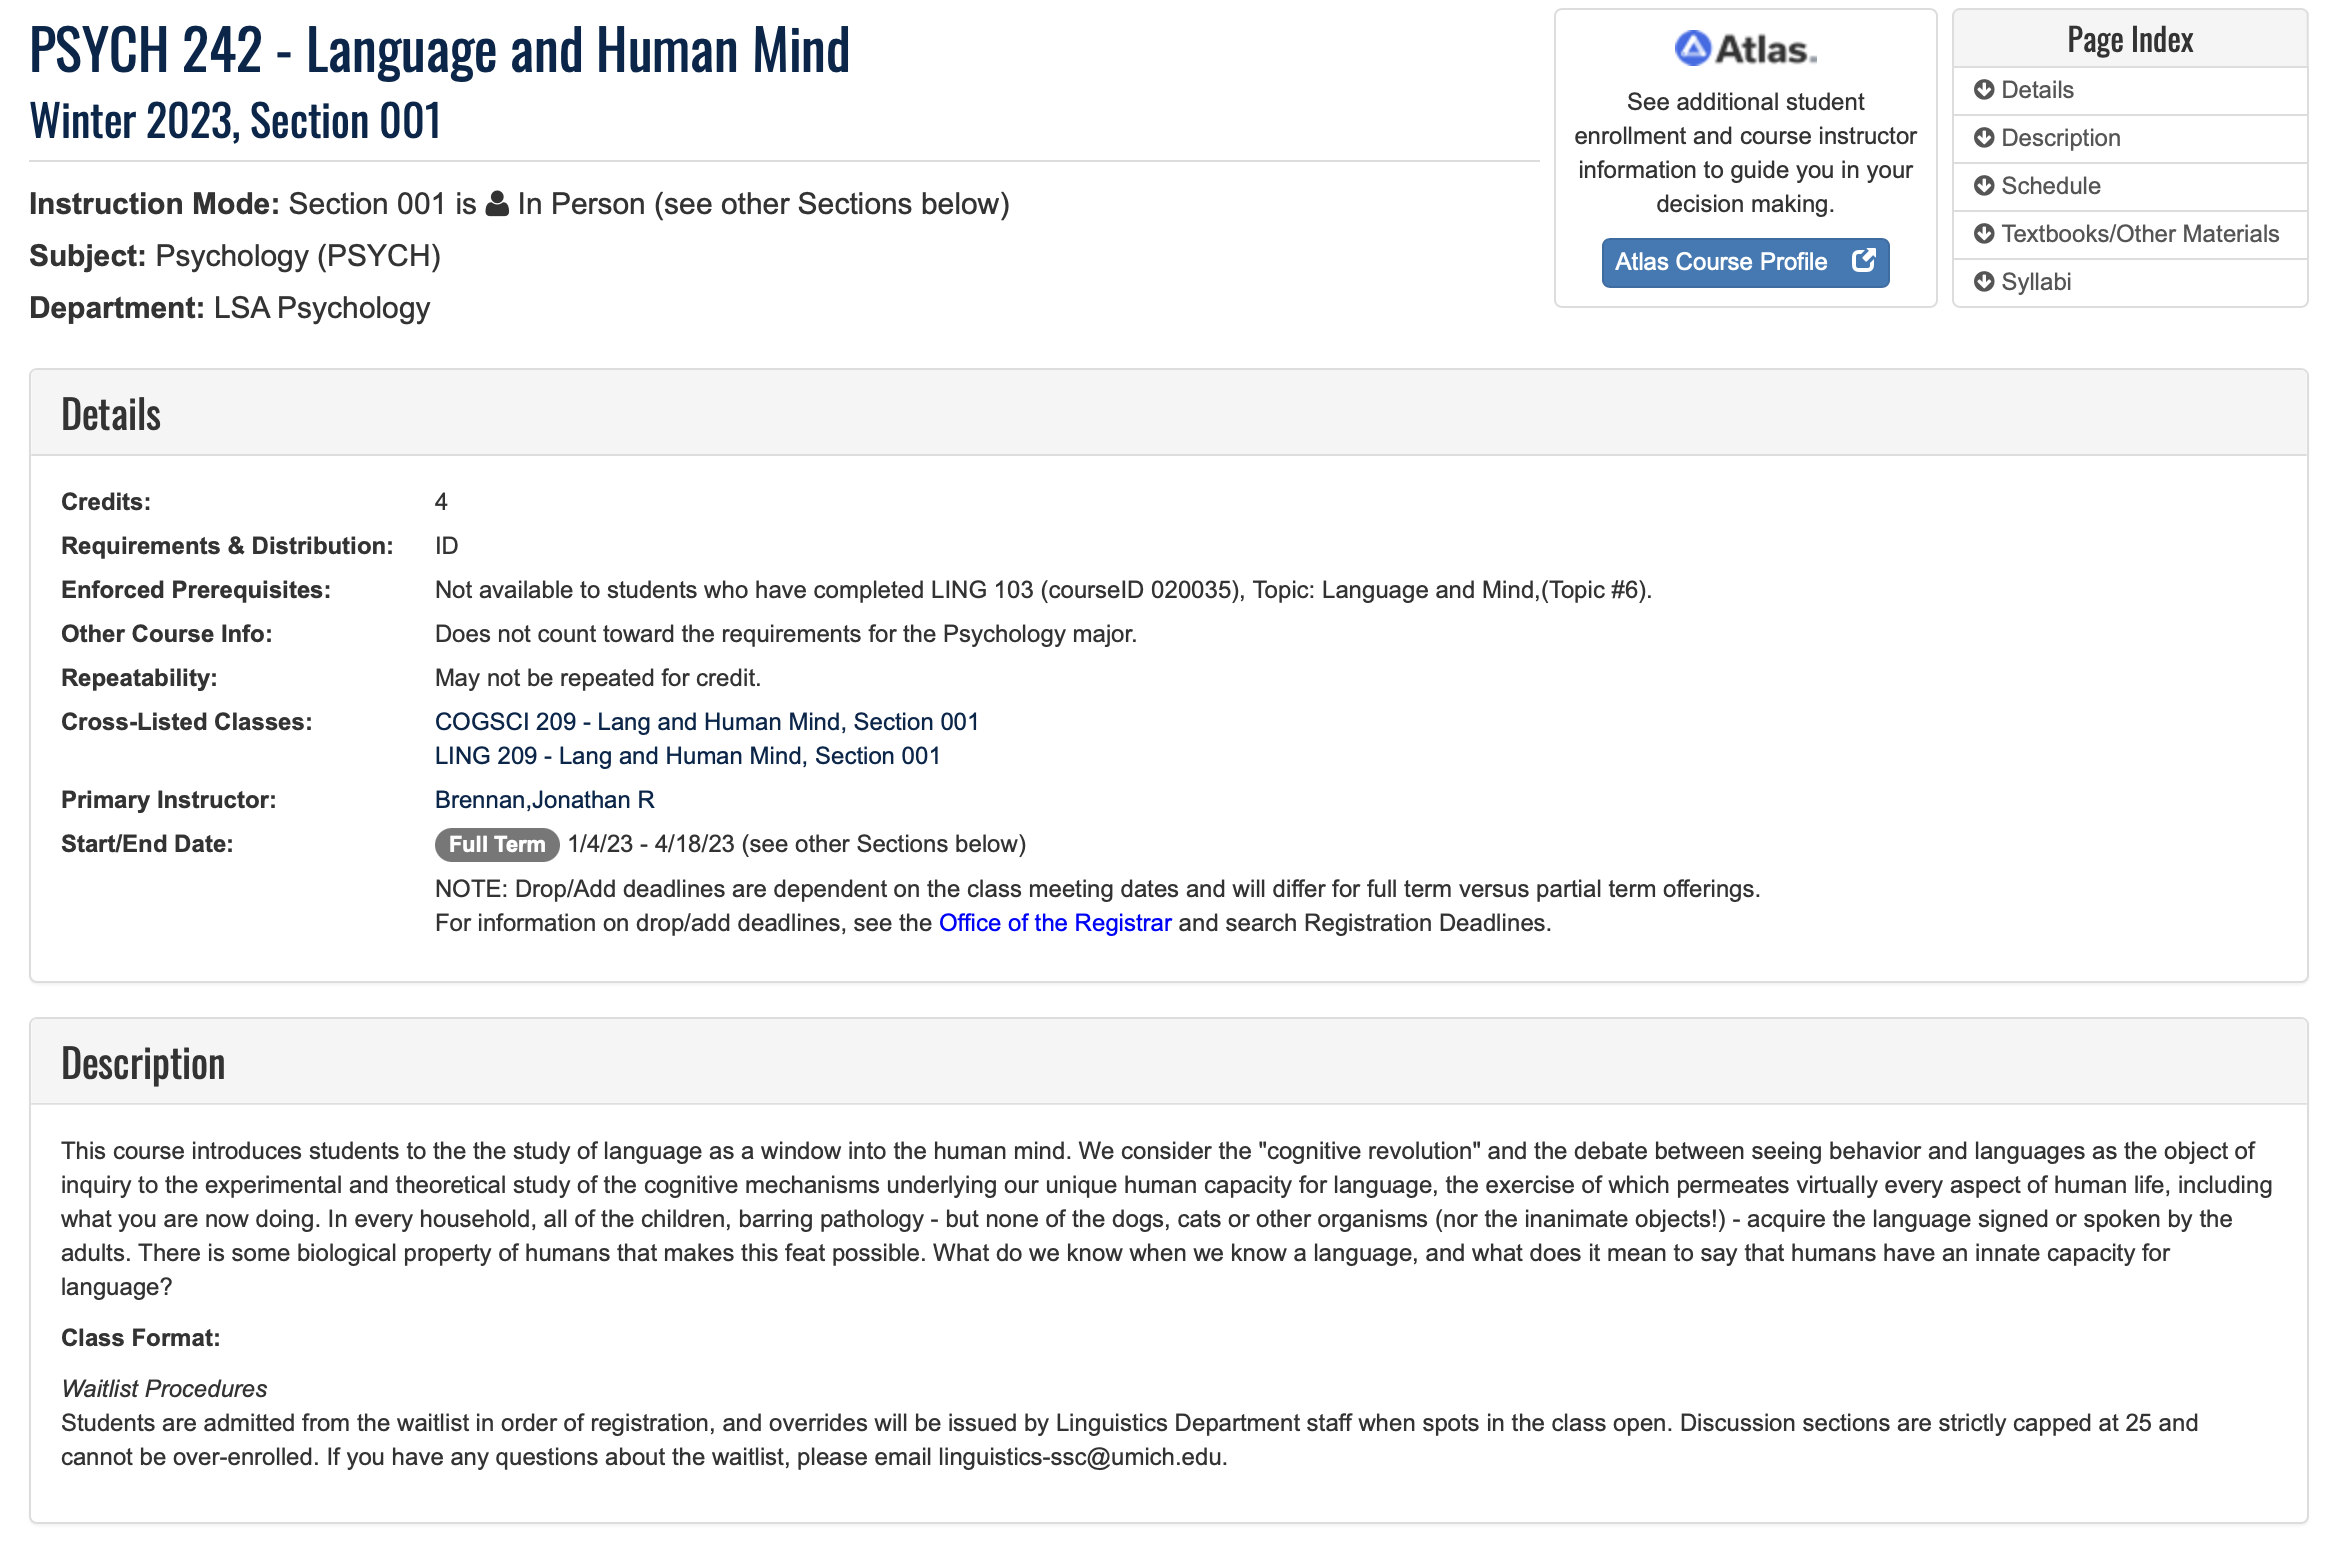 PSYCH 242 - Language and Human Mind
Winter 2023, Section 001
Instruction Mode: Section 001 is In Person (see other Sections below)
Subject: Psychology (PSYCH)
Department: LSA Psychology
Atlas.
See additional student
enrollment and course instructor
information to guide you in your
decision making.
Atlas Course Profile
Page Index
Details
Description
Schedule
Textbooks/Other Materials
Syllabi
Details
Credits: 4
Requirements & Distribution: ID
Enforced Prerequisites: Not available to students who have completed LING 103 (courseID 020035), Topic: Language and Mind,(Topic #6).
Other Course Info: Does not count toward the requirements for the Psychology major.
Repeatability: May not be repeated for credit.
Cross-Listed Classes: COGSCI 209 - Lang and Human Mind, Section 001
LING 209 - Lang and Human Mind, Section 001
Primary Instructor: Brennan,Jonathan R
Start/End Date: Full Term 1/4/23 - 4/18/23 (see other Sections below)
NOTE: Drop/Add deadlines are dependent on the class meeting dates and will differ for full term versus partial term offerings.
For information on drop/add deadlines, see the Office of the Registrar and search Registration Deadlines.
Description
This course introduces students to the the study of language as a window into the human mind. We consider the "cognitive revolution" and the debate between seeing behavior and languages as the object of
inquiry to the experimental and theoretical study of the cognitive mechanisms underlying our unique human capacity for language, the exercise of which permeates virtually every aspect of human life, including
what you are now doing. In every household, all of the children, barring pathology - but none of the dogs, cats or other organisms (nor the inanimate objects!) - acquire the language signed or spoken by the
adults. There is some biological property of humans that makes this feat possible. What do we know when we know a language, and what does it mean to say that humans have an innate capacity for
language?
Class Format:
Waitlist Procedures
Students are admitted from the waitlist in order of registration, and overrides will be issued by Linguistics Department staff when spots in the class open. Discussion sections are strictly capped at 25 and
cannot be over-enrolled. If you have any questions about the waitlist, please email linguistics-ssc@umich.edu.